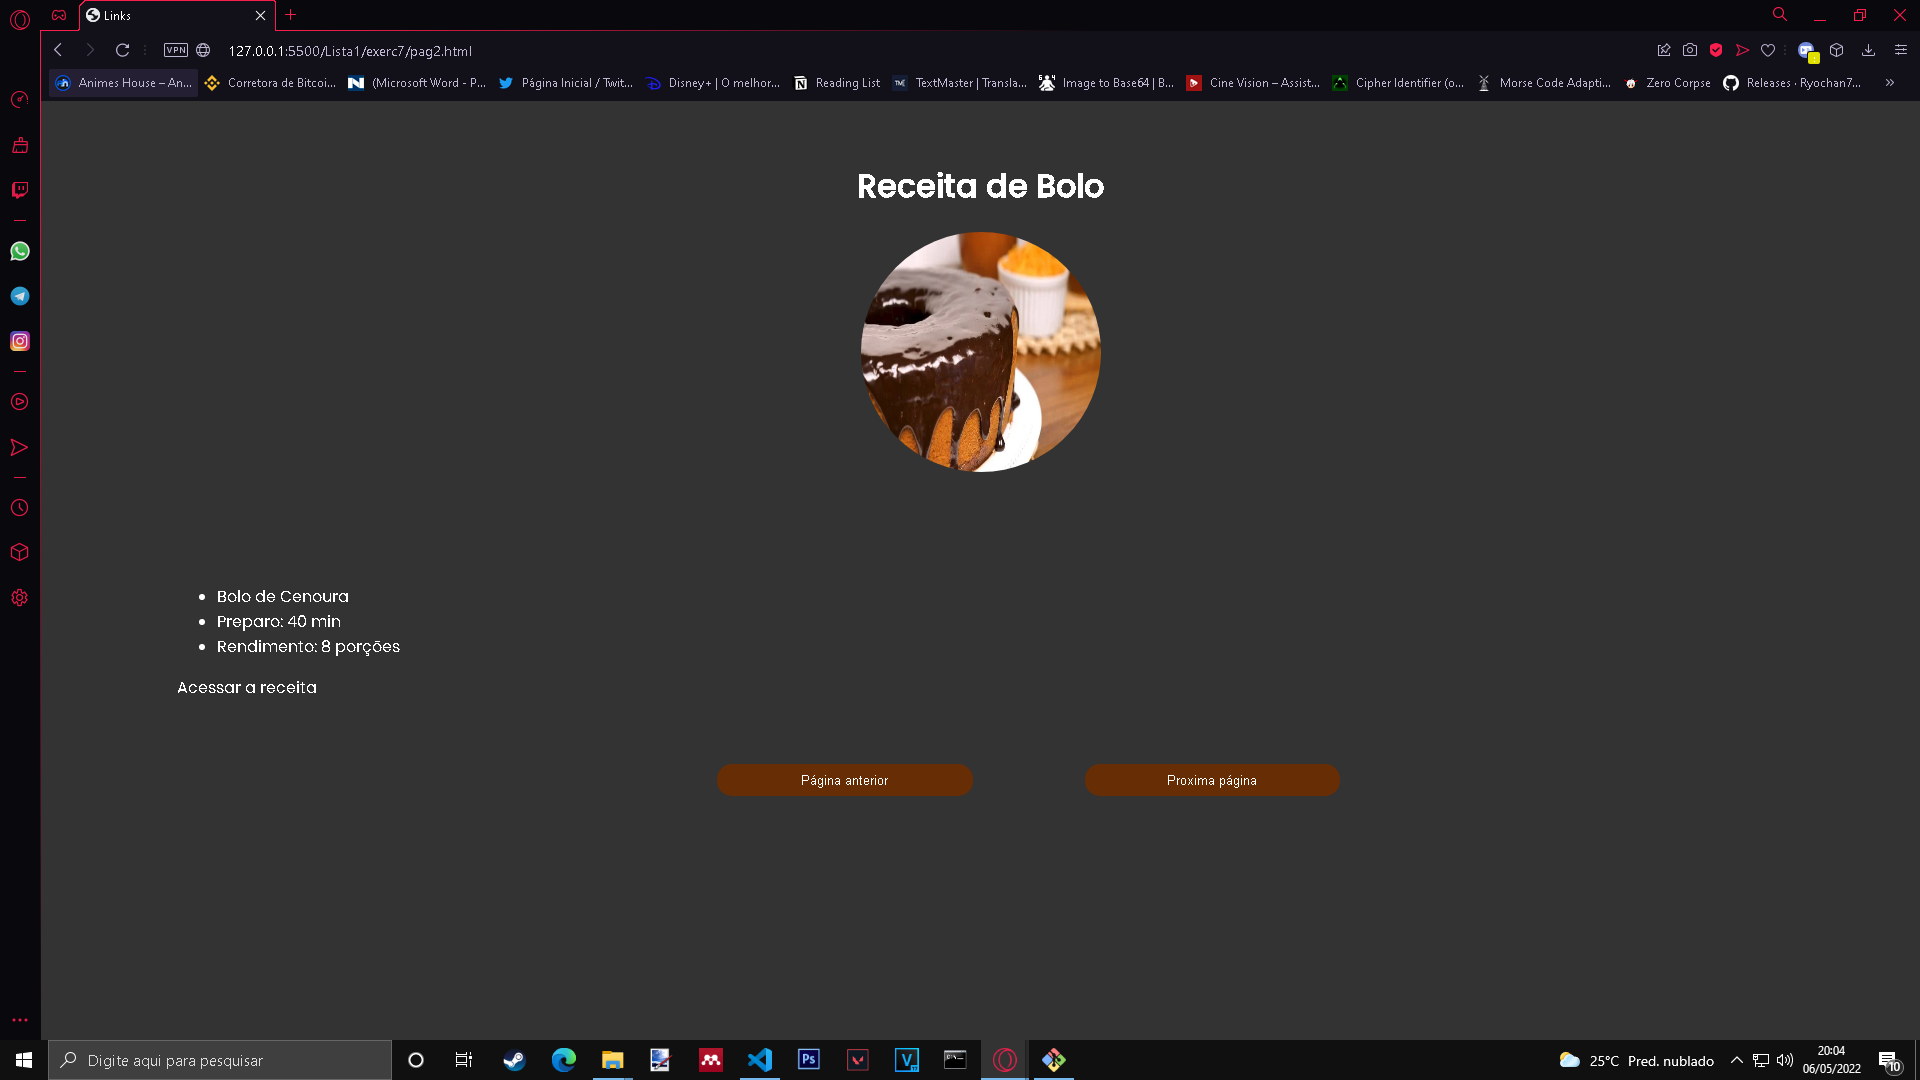 Links
VPN
127.0.0.1:5500/Lista1/exerc7/pag2.html
Animes House – An...
Corretora de Bitcoi...
(Microsoft Word - P...
Página Inicial / Twit...
Disney+ | O melhor...
Reading List
TextMaster | Transla...
Image to Base64 | B...
Cine Vision – Assist...
Cipher Identifier (o...
Morse Code Adapti...
Zero Corpse
Releases · Ryochan7...
Receita de Bolo
Bolo de Cenoura
Preparo: 40 min
Rendimento: 8 porções
Acessar a receita
Página anterior
Proxima página
Digite aqui para pesquisar
Ps
25°C Pred. nublado
20:04
06/05/2022
10